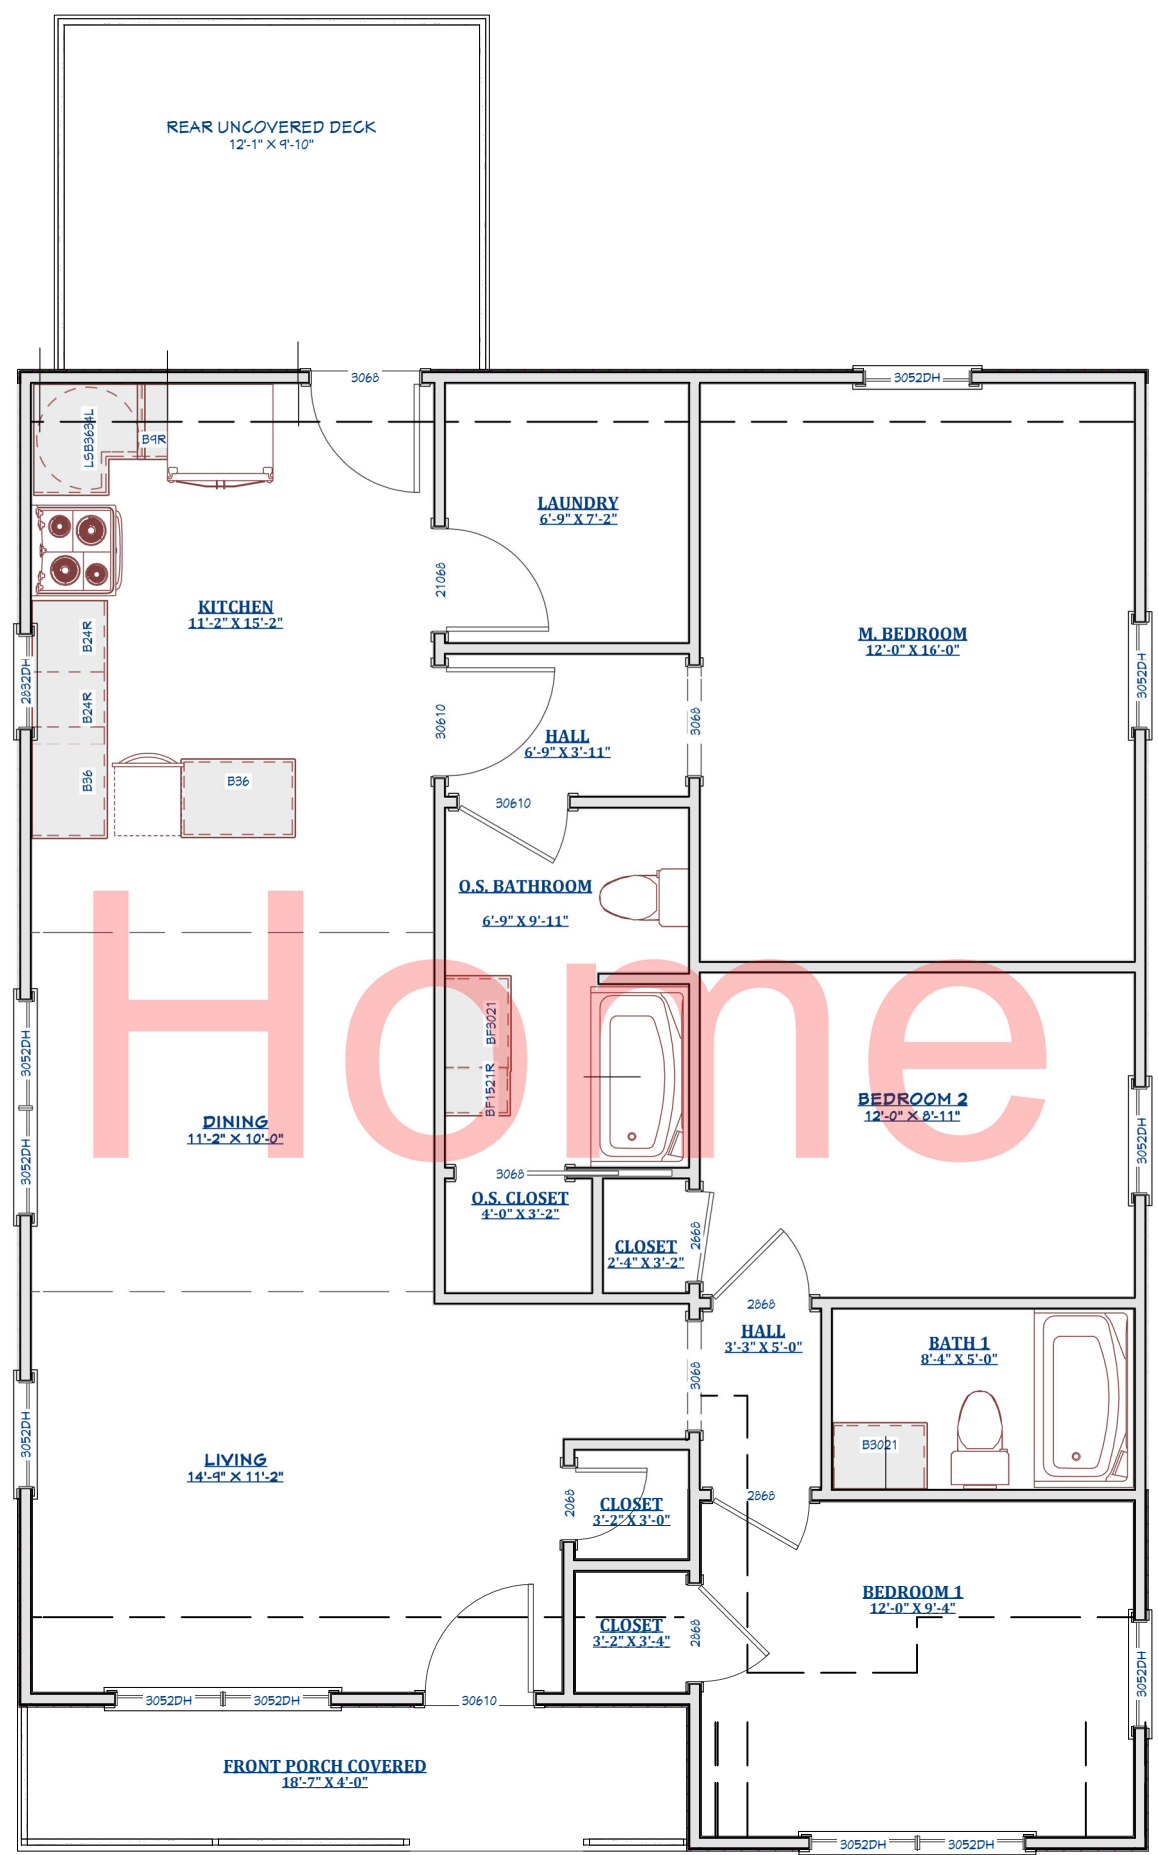 REAR UNCOVERED DECK
12'-1" X 9'-10"
3068
3052DH
LSB3634L
B9R
LAUNDRY
6'-9" X 7'-2"
21068
KITCHEN
11'-2" X 15'-2"
B24R
2832DH
B24R
B36
B36
M. BEDROOM
12'-0" X 16'-0"
3052DH
30610
HALL
6'-9" X 3'-11"
3068
30610
O.S. BATHROOM
6'-9" X 9'-11"
Home
BF3021
BF1521R
3052DH
3052DH
DINING
11'-2" X 10'-0"
BEDROOM 2
12'-0" X 8'-11"
3052DH
3068
O.S. CLOSET
4'-0" X 3'-2"
CLOSET
2'-4" X 3'-2"
2668
2868
HALL
3'-3" X 5'-0"
BATH 1
8'-4" X 5'-0"
3068
B3021
3052DH
LIVING
14'-9" X 11'-2"
2868
2068
CLOSET
3'-2" X 3'-0"
BEDROOM 1
12'-0" X 9'-4"
CLOSET
3'-2" X 3'-4"
2868
3052DH
3052DH
3052DH
30610
FRONT PORCH COVERED
18'-7" X 4'-0"
3052DH
3052DH